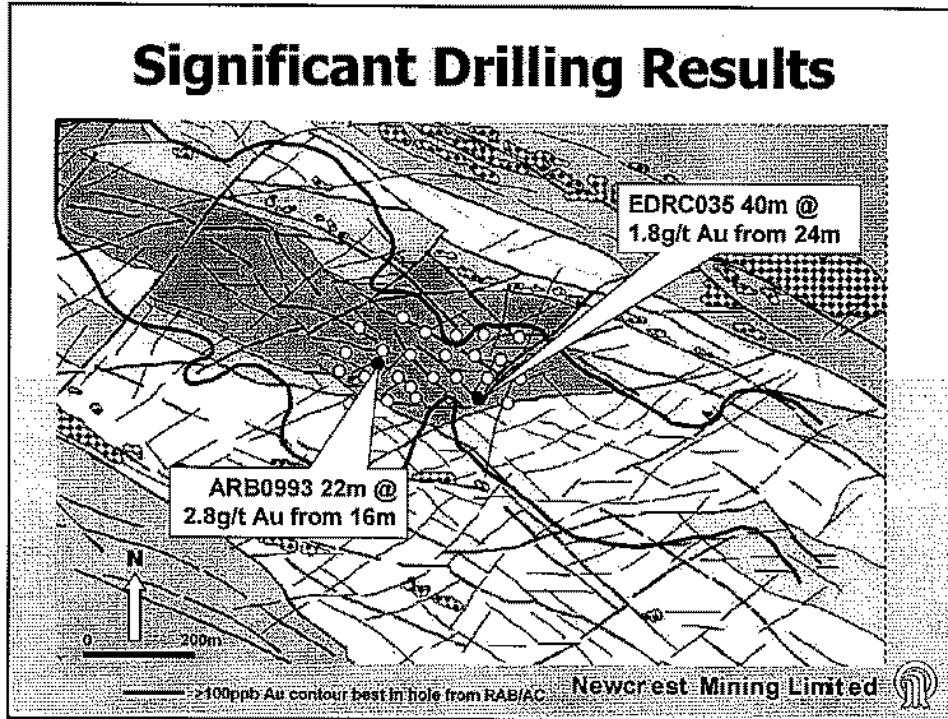 Significant Drilling Results
EDRC035 40m @
1.8g/t Au from 24m
ARB0993 22m @
2.8g/t Au from 16m
N
0 200m
>100ppb Au contour best in hole from RAB/AC
Newcrest Mining Limited